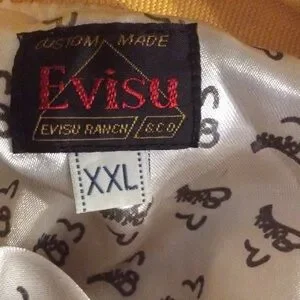 CUSTOM MADE
Evisu
EVISU RANCH / S.C.O
XXL